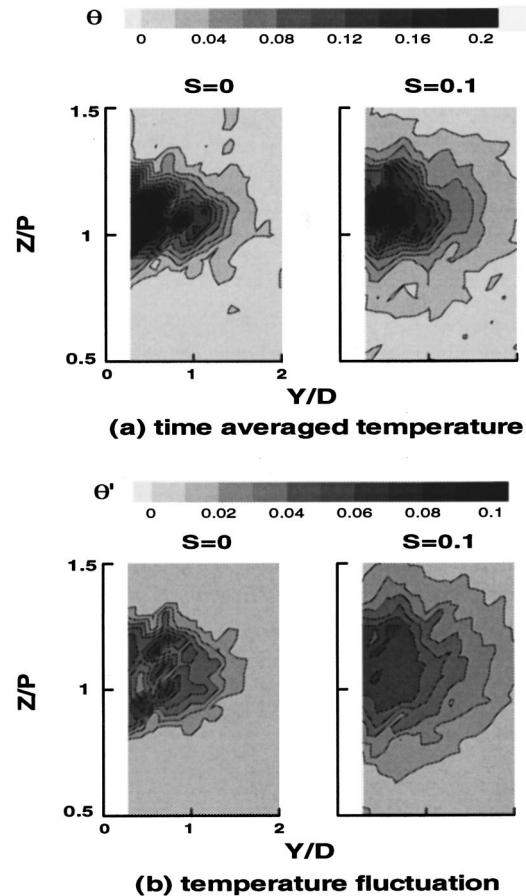 Θ
0 0.04 0.08 0.12 0.16 0.2
S=0 S=0.1
1.5
Z/P
1
0.5
0 1 2
Y/D
(a) time averaged temperature
Θ'
0 0.02 0.04 0.06 0.08 0.1
S=0 S=0.1
1.5
Z/P
1
0.5
0 1 2
Y/D
(b) temperature fluctuation